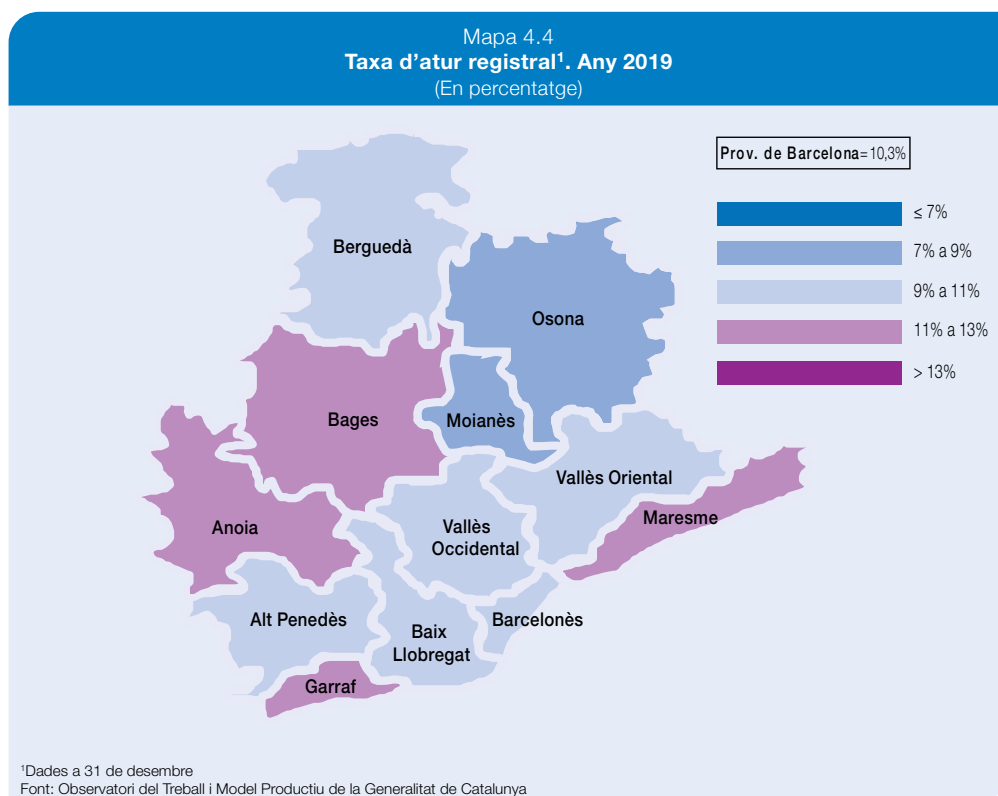 Mapa 4.4
Taxa d'atur registral¹. Any 2019
(En percentatge)
Prov. de Barcelona=10,3%
≤ 7%
7% a 9%
9% a 11%
11% a 13%
> 13%
Berguedà
Osona
Bages
Moianès
Vallès Oriental
Maresme
Anoia
Vallès
Occidental
Alt Penedès
Baix
Llobregat
Barcelonès
Garraf
¹Dades a 31 de desembre
Font: Observatori del Treball i Model Productiu de la Generalitat de Catalunya